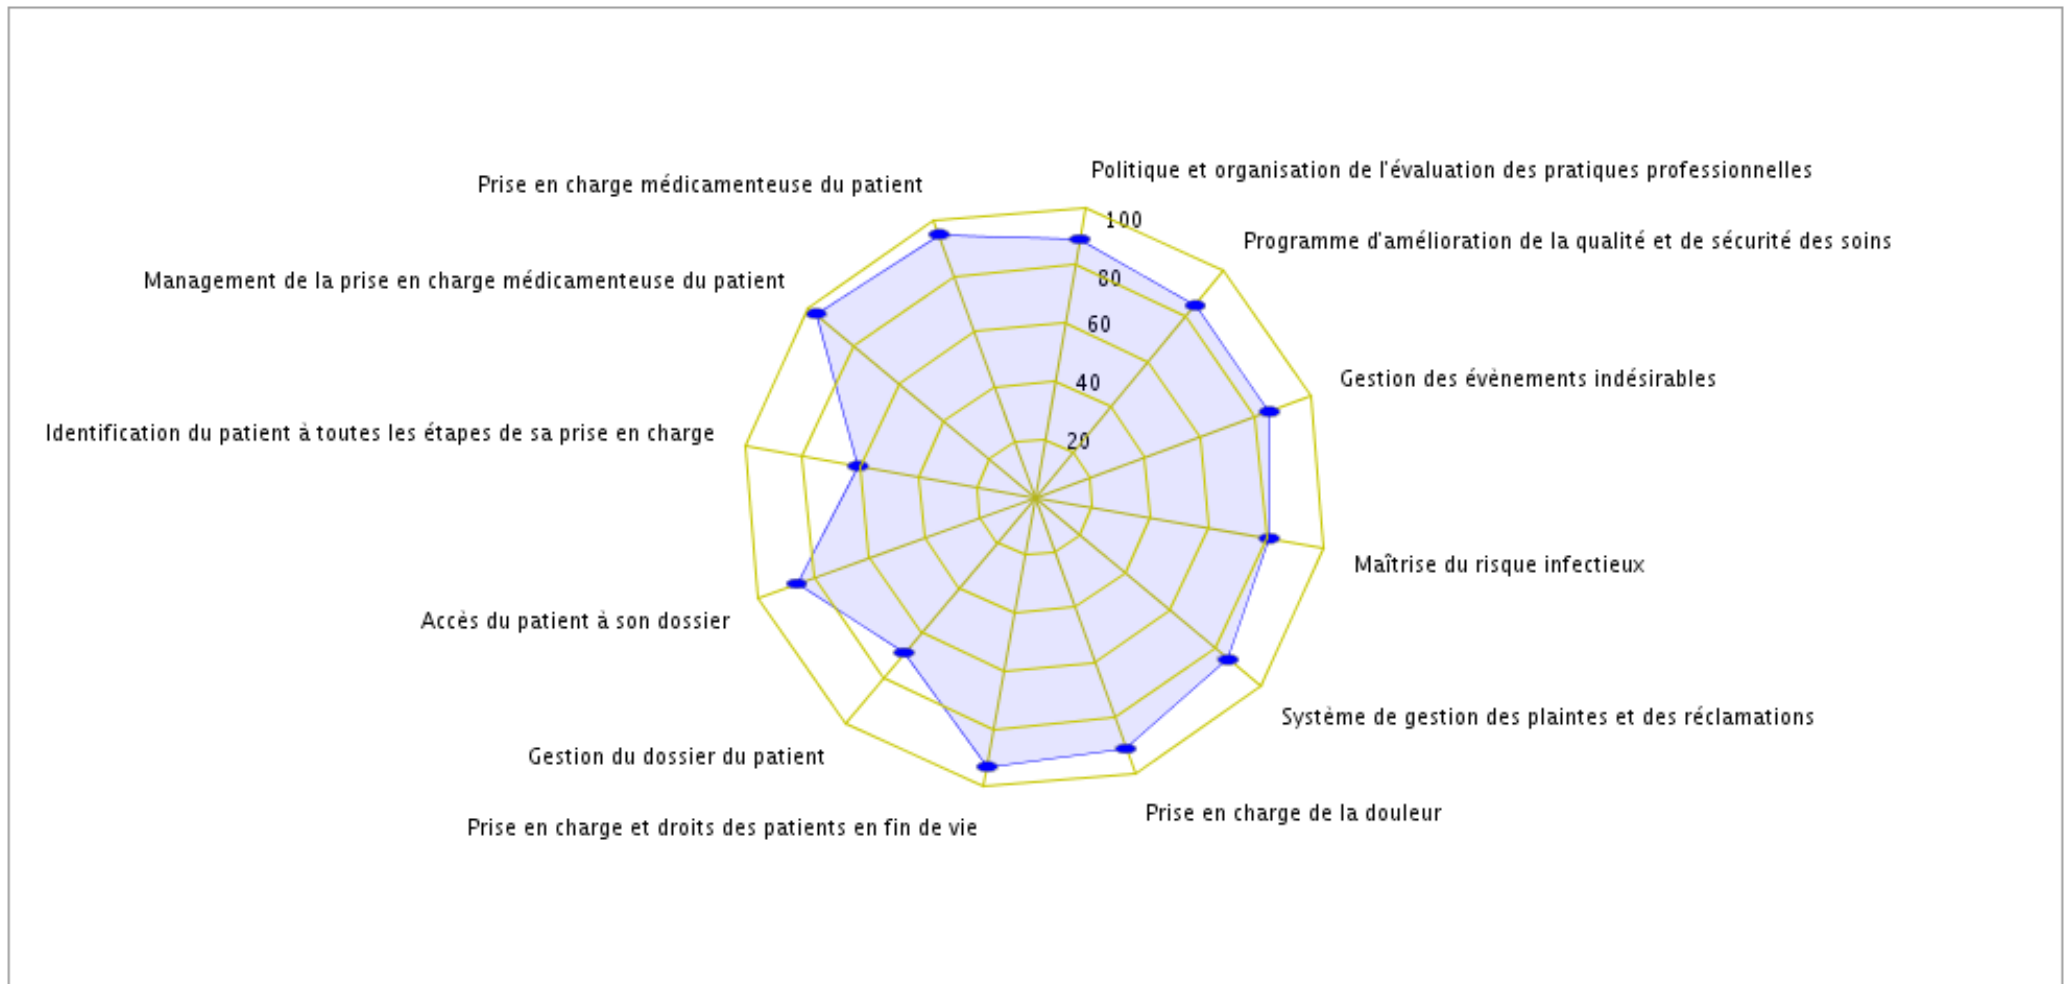 Politique et organisation de l'évaluation des pratiques professionnelles
Prise en charge médicamenteuse du patient
100
Programme d'amélioration de la qualité et de sécurité des soins
Management de la prise en charge médicamenteuse du patient
80
60
Gestion des évènements indésirables
40
Identification du patient à toutes les étapes de sa prise en charge
20
Maîtrise du risque infectieux
Accès du patient à son dossier
Système de gestion des plaintes et des réclamations
Gestion du dossier du patient
Prise en charge de la douleur
Prise en charge et droits des patients en fin de vie